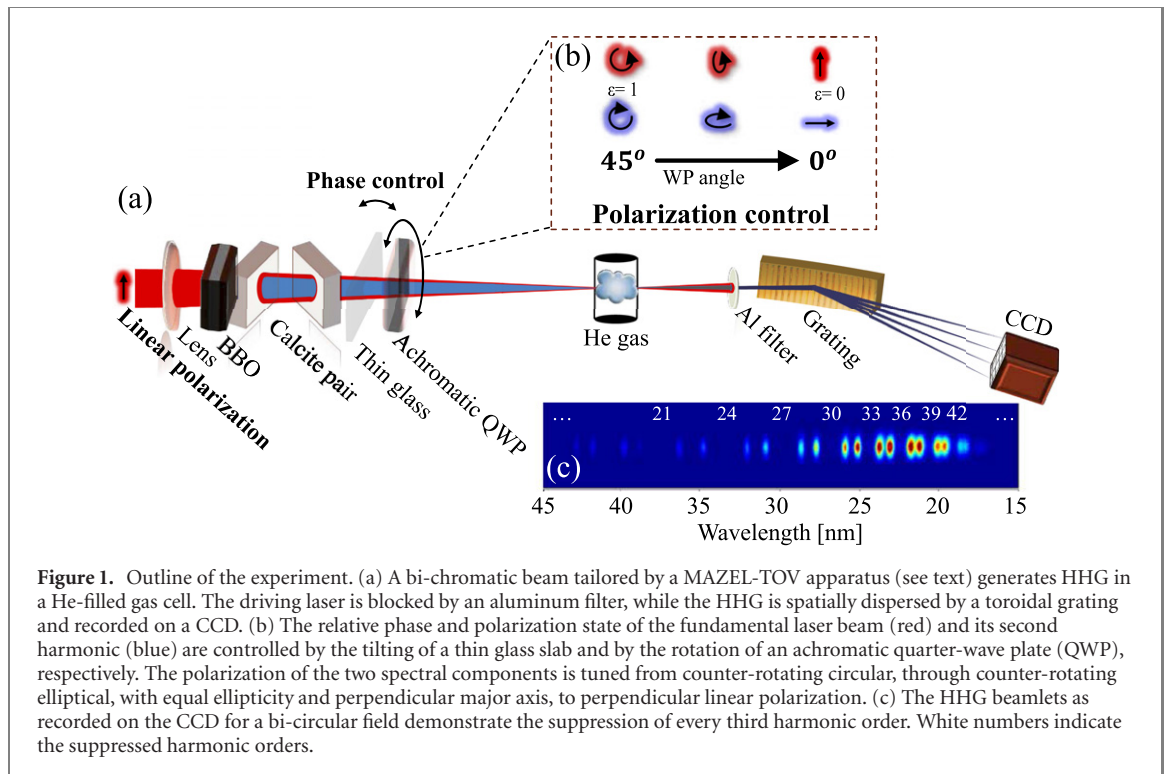 (a)
Phase control
(b)
ε= 1
ε= 0
45º
0º
WP angle
Polarization control
Linear polarization
Lens
BBO
Calcite pair
Thin glass
Achromatic QWP
He gas
Al filter
Grating
CCD
... 21 24 27 30 33 36 39 42 ...
(c)
45 40 35 30 25 20 15
Wavelength [nm]
Figure 1. Outline of the experiment. (a) A bi-chromatic beam tailored by a MAZEL-TOV apparatus (see text) generates HHG in
a He-filled gas cell. The driving laser is blocked by an aluminum filter, while the HHG is spatially dispersed by a toroidal grating
and recorded on a CCD. (b) The relative phase and polarization state of the fundamental laser beam (red) and its second
harmonic (blue) are controlled by the tilting of a thin glass slab and by the rotation of an achromatic quarter-wave plate (QWP),
respectively. The polarization of the two spectral components is tuned from counter-rotating circular, through counter-rotating
elliptical, with equal ellipticity and perpendicular major axis, to perpendicular linear polarization. (c) The HHG beamlets as
recorded on the CCD for a bi-circular field demonstrate the suppression of every third harmonic order. White numbers indicate
the suppressed harmonic orders.